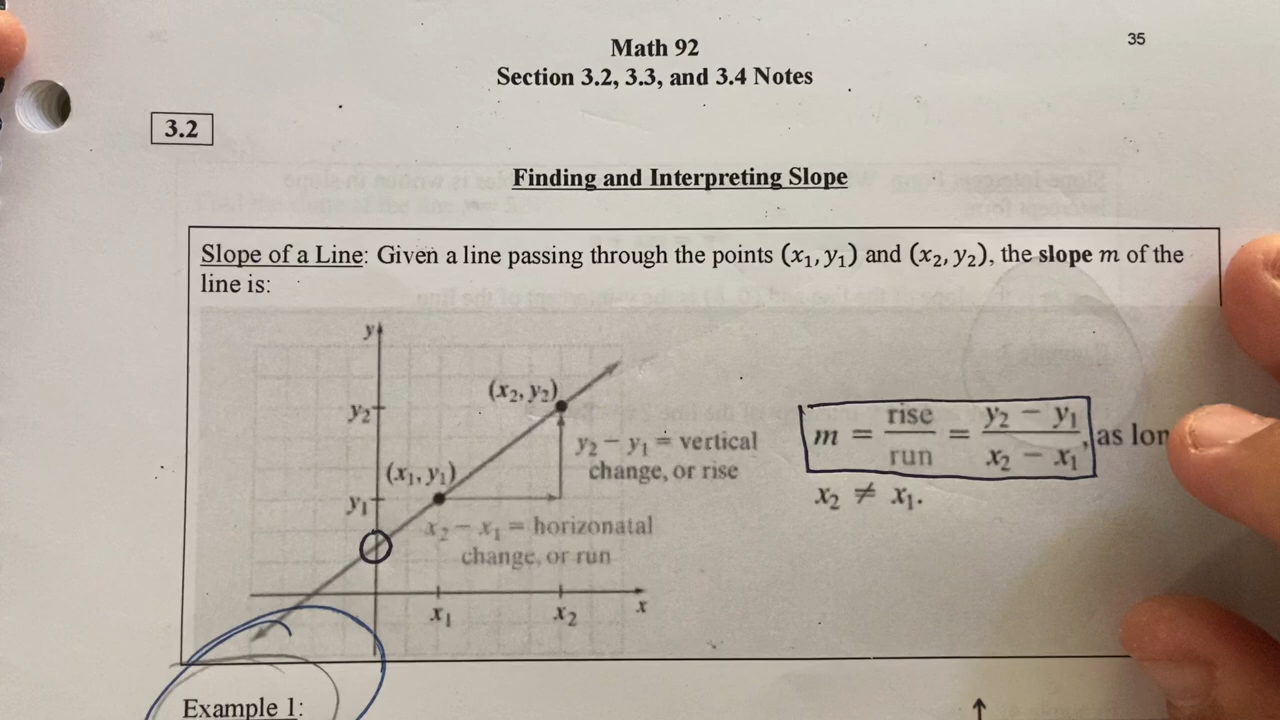 35
Math 92
Section 3.2, 3.3, and 3.4 Notes
3.2
Finding and Interpreting Slope
Slope of a Line: Given a line passing through the points (x₁, y₁) and (x₂, y₂), the slope m of the
line is:
y
(x₂, y₂)
y₂
y₂ − y₁ = vertical
change, or rise
(x₁, y₁)
y₁
x₂ − x₁ = horizonatal
change, or run
x₁
x₂
x
m = rise/run = (y₂ − y₁)/(x₂ − x₁), as lon
x₂ ≠ x₁.
Example 1: